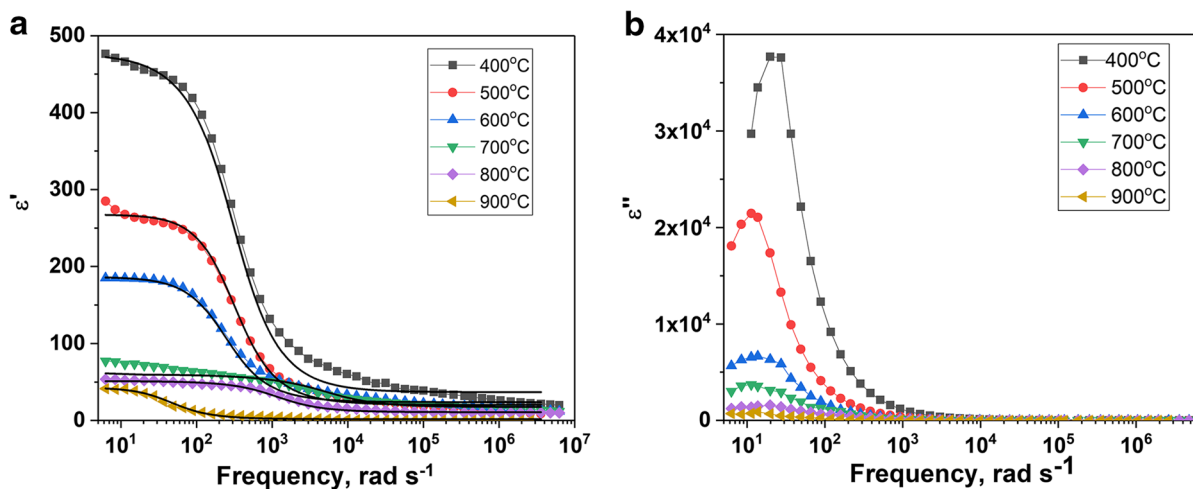 a
500
400
300
200
100
0
ε'
400°C
500°C
600°C
700°C
800°C
900°C
10¹ 10² 10³ 10⁴ 10⁵ 10⁶ 10⁷
Frequency, rad s⁻¹
b
4x10⁴
3x10⁴
2x10⁴
1x10⁴
0
ε"
400°C
500°C
600°C
700°C
800°C
900°C
10¹ 10² 10³ 10⁴ 10⁵ 10⁶
Frequency, rad s⁻¹